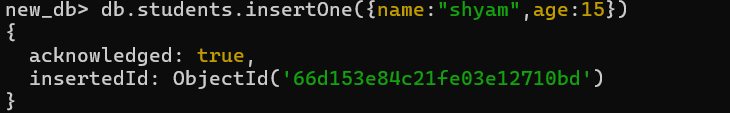 new_db> db.students.insertOne({name:"shyam",age:15})
{
  acknowledged: true,
  insertedId: ObjectId('66d153e84c21fe03e12710bd')
}